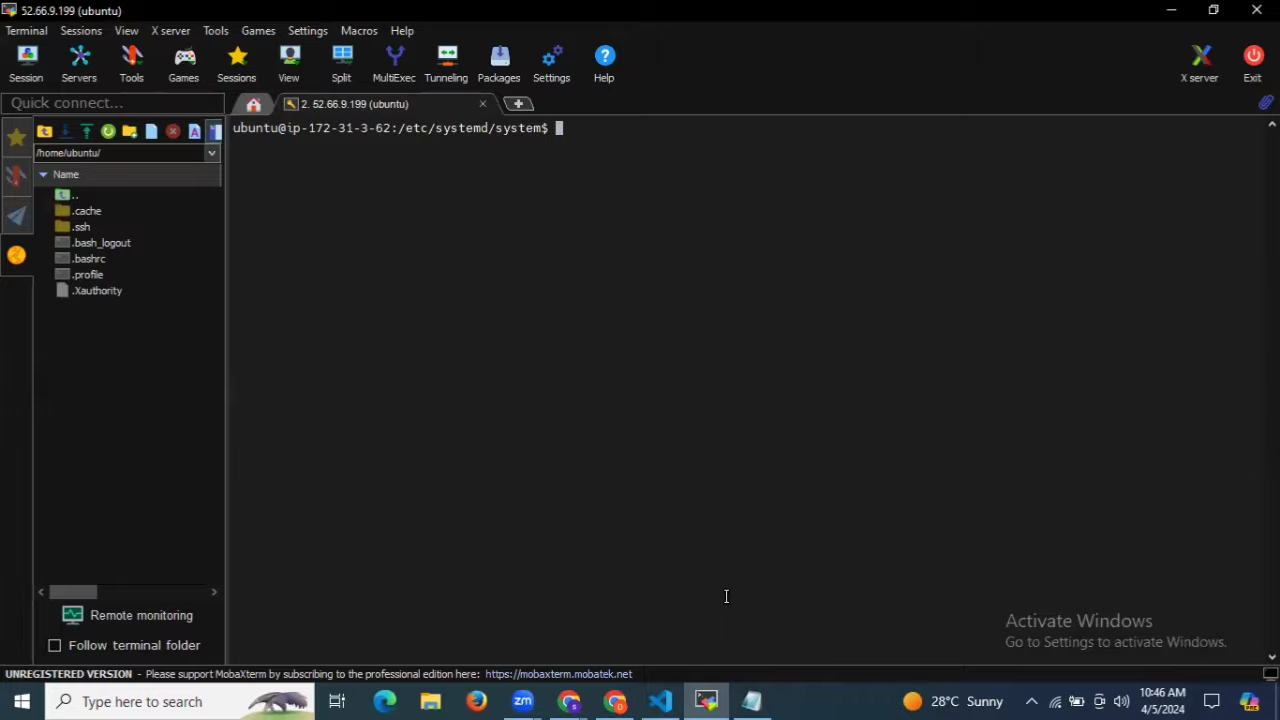 52.66.9.199 (ubuntu)
Terminal Sessions View X server Tools Games Settings Macros Help
Session Servers Tools Games Sessions View Split MultiExec Tunneling Packages Settings Help X server Exit
Quick connect...
2. 52.66.9.199 (ubuntu)
/home/ubuntu/
ubuntu@ip-172-31-3-62:/etc/systemd/system$
Name
..
.cache
.ssh
.bash_logout
.bashrc
.profile
.Xauthority
Remote monitoring
Follow terminal folder
Activate Windows
Go to Settings to activate Windows.
UNREGISTERED VERSION - Please support MobaXterm by subscribing to the professional edition here: https://mobaxterm.mobatek.net
Type here to search
zm
28°C Sunny
10:46 AM
4/5/2024
PRE